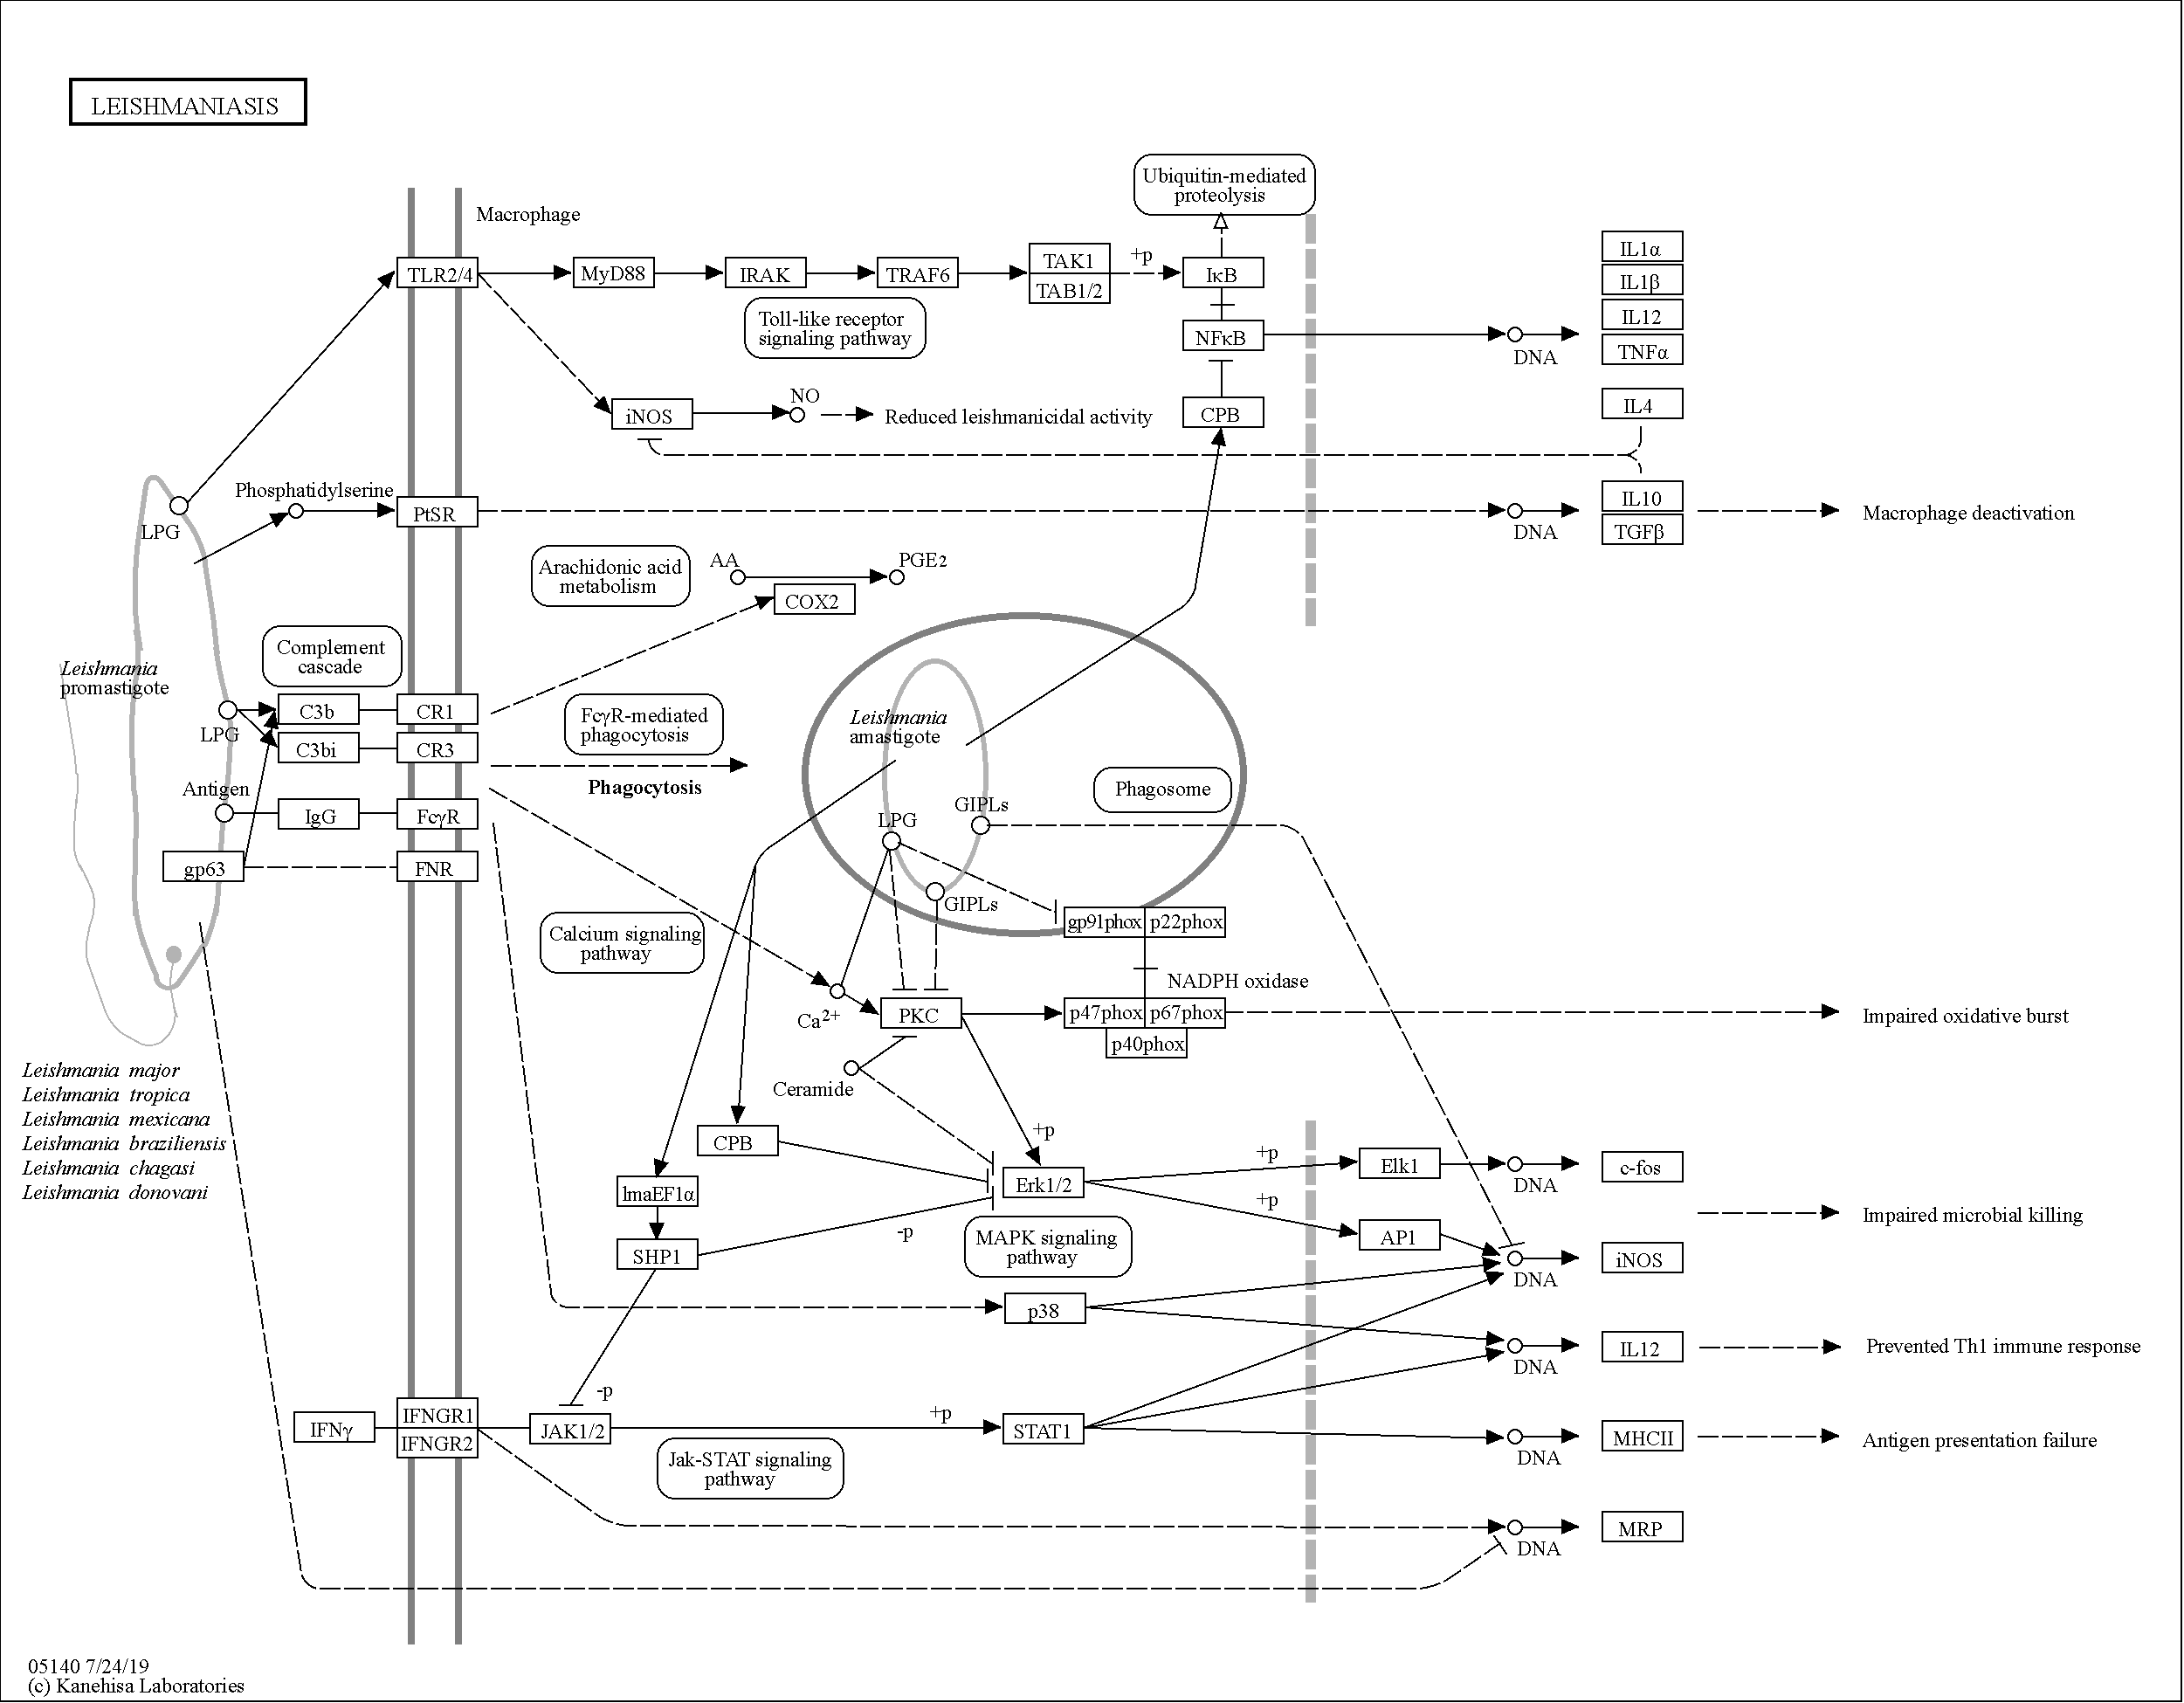 LEISHMANIASIS
Ubiquitin-mediated
proteolysis
Macrophage
TLR2/4
MyD88
IRAK
TRAF6
TAK1
TAB1/2
+p
IκB
IL1α
IL1β
IL12
TNFα
Toll-like receptor
signaling pathway
NFκB
DNA
iNOS
NO
Reduced leishmanicidal activity
CPB
IL4
LPG
Phosphatidylserine
PtSR
DNA
IL10
TGFβ
Macrophage deactivation
Arachidonic acid
metabolism
AA
PGE2
COX2
Complement
cascade
Leishmania
promastigote
LPG
C3b
CR1
C3bi
CR3
FcγR-mediated
phagocytosis
Phagocytosis
Leishmania
amastigote
Phagosome
Antigen
IgG
FcγR
gp63
FNR
LPG
GIPLs
GIPLs
gp91phox
p22phox
Calcium signaling
pathway
NADPH oxidase
Ca2+
PKC
p47phox
p67phox
p40phox
Impaired oxidative burst
Ceramide
Leishmania major
Leishmania tropica
Leishmania mexicana
Leishmania braziliensis
Leishmania chagasi
Leishmania donovani
CPB
+p
lmaEF1α
Erk1/2
+p
+p
Elk1
DNA
c-fos
SHP1
-p
MAPK signaling
pathway
AP1
DNA
iNOS
Impaired microbial killing
p38
DNA
IL12
Prevented Th1 immune response
-p
IFNγ
IFNGR1
IFNGR2
JAK1/2
+p
STAT1
DNA
MHCII
Antigen presentation failure
Jak-STAT signaling
pathway
DNA
MRP
05140 7/24/19
(c) Kanehisa Laboratories